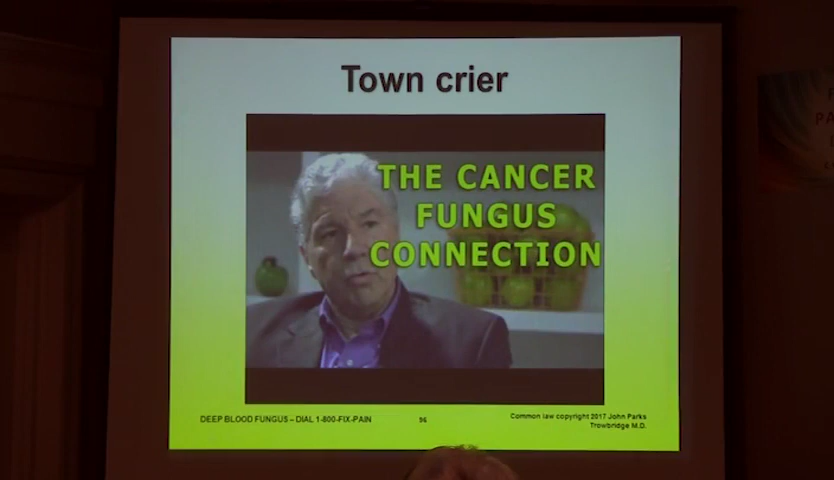 Town crier
THE CANCER
FUNGUS
CONNECTION
DEEP BLOOD FUNGUS – DIAL 1-800-FIX-PAIN
96
Common law copyright 2017 John Parks
Trowbridge M.D.
PA